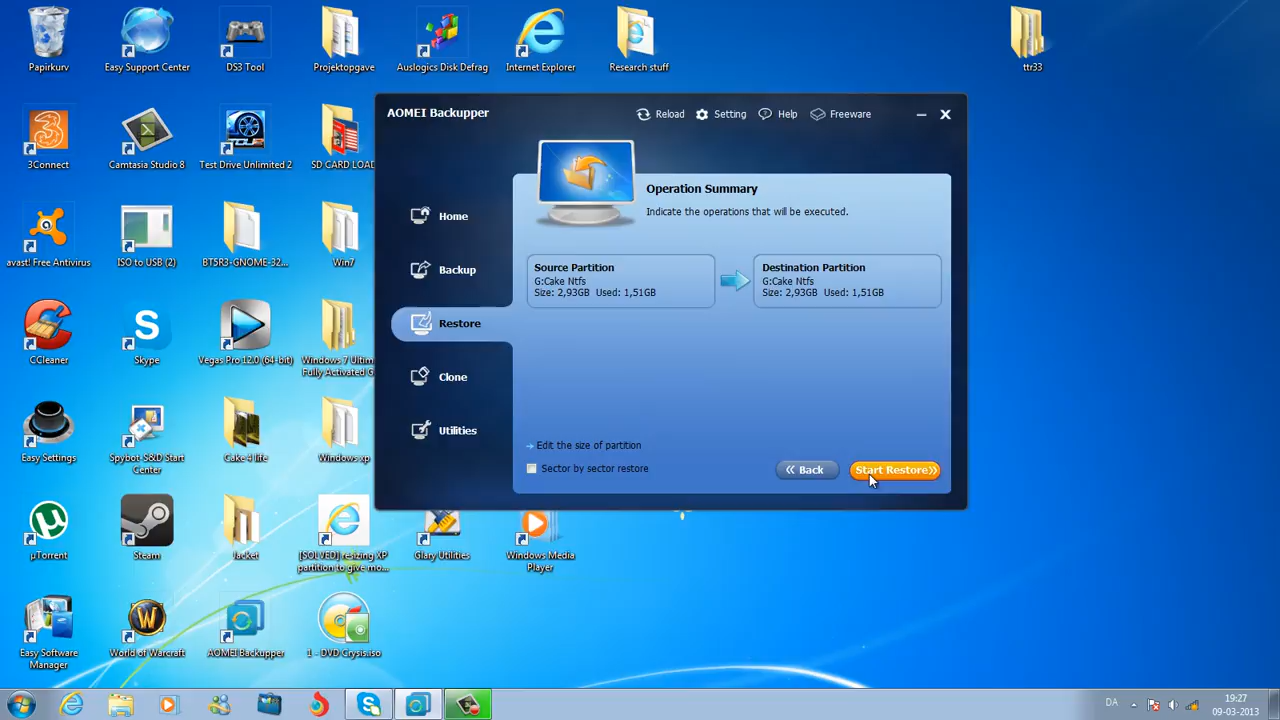 Papirkurv
Easy Support Center
DS3 Tool
Projektopgave
Auslogics Disk Defrag
Internet Explorer
Research stuff
ttr33
3Connect
Camtasia Studio 8
Test Drive Unlimited 2
SD CARD LOAD
avast! Free Antivirus
ISO to USB (2)
BT5R3-GNOME-32...
Win7
CCleaner
Skype
Vegas Pro 12.0 (64-bit)
Windows 7 Ultim
Fully Activated G
Easy Settings
Spybot-S&D Start
Center
Cake 4 life
Windows xp
µTorrent
Steam
Jacket
[SOLVED] resizing XP
partition to give mo...
Glary Utilities
Windows Media
Player
Easy Software
Manager
World of Warcraft
AOMEI Backupper
1 - DVD Crysis.iso
AOMEI Backupper
Reload
Setting
Help
Freeware
Home
Backup
Restore
Clone
Utilities
Operation Summary
Indicate the operations that will be executed.
Source Partition
G:Cake Ntfs
Size: 2,93GB Used: 1,51GB
Destination Partition
G:Cake Ntfs
Size: 2,93GB Used: 1,51GB
Edit the size of partition
Sector by sector restore
Back
Start Restore
DA
19:27
09-03-2013